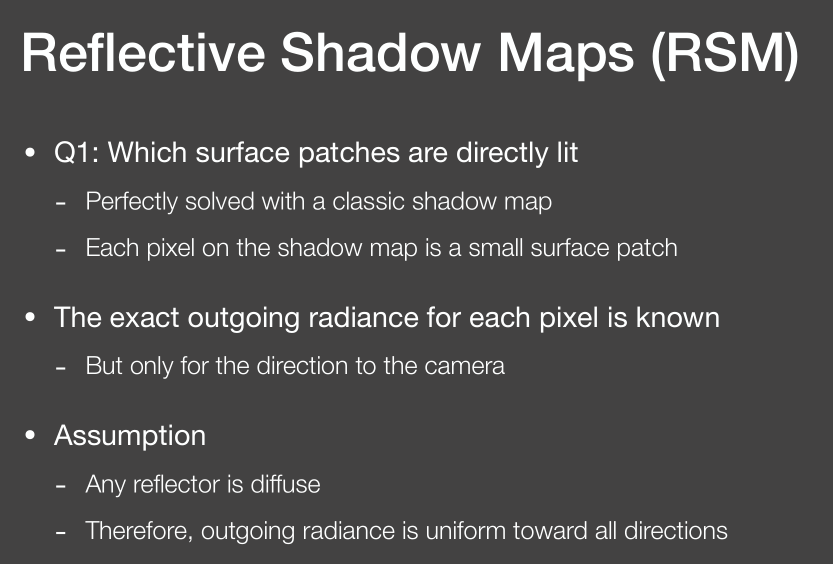 Reflective Shadow Maps (RSM)
• Q1: Which surface patches are directly lit
- Perfectly solved with a classic shadow map
- Each pixel on the shadow map is a small surface patch
• The exact outgoing radiance for each pixel is known
- But only for the direction to the camera
• Assumption
- Any reflector is diffuse
- Therefore, outgoing radiance is uniform toward all directions